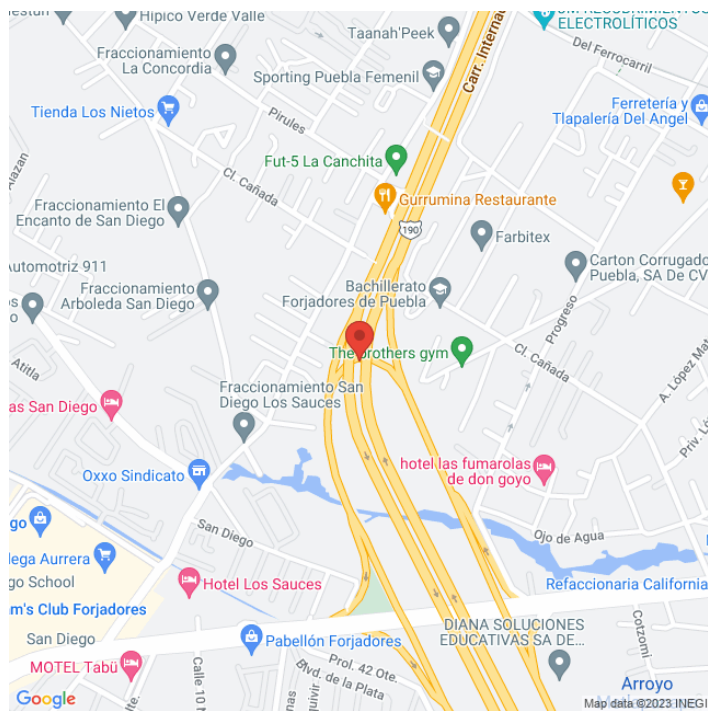 Hipico Verde Valle
Taanah'Peek
ELECTROLÍTICOS
Fraccionamiento
La Concordia
Carr. Interna
Del Ferrocarril
Sporting Puebla Femenil
Tienda Los Nietos
Pirules
Ferretería y
Tlapalería Del Angel
Alazan
Cl. Cañada
Fut-5 La Canchita
Gurrumina Restaurante
Fraccionamiento El
Encanto de San Diego
190
Farbitex
Automotriz 911
Carton Corrugado
Puebla, SA De CV
Fraccionamiento
Arboleda San Diego
Bachillerato
Forjadores de Puebla
Progreso
Atitla
The brothers gym
Cl. Cañada
A. López Mat
Fraccionamiento San
Diego Los Sauces
as San Diego
Priv. Ló
Oxxo Sindicato
hotel las fumarolas
de don goyo
San Diego
Ojo de Agua
ega Aurrera
go School
Hotel Los Sauces
Refaccionaria California
m's Club Forjadores
San Diego
DIANA SOLUCIONES
EDUCATIVAS SA DE...
Cotzomi
Pabellón Forjadores
MOTEL Tabú
Calle 10 N
Prol. 42 Ote.
Blvd. de la Plata
Arroyo
Google
Map data ©2023 INEGI